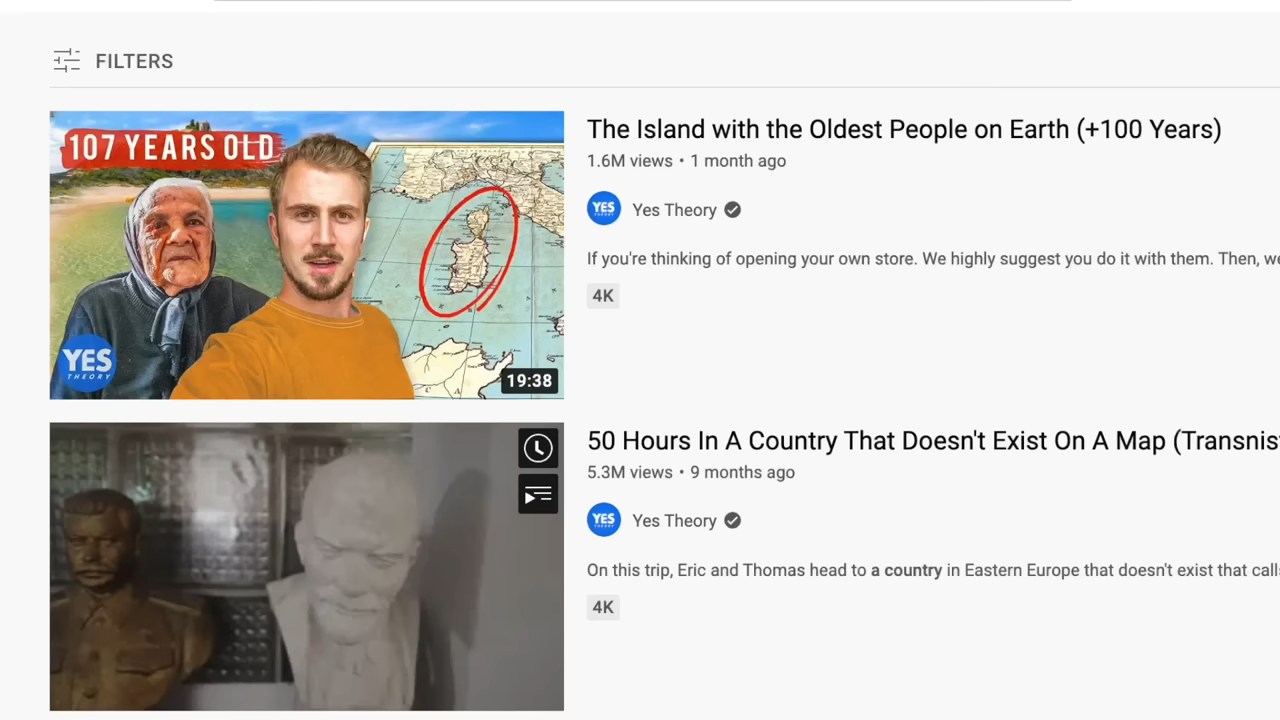 FILTERS
107 YEARS OLD
YES
THEORY
19:38
The Island with the Oldest People on Earth (+100 Years)
1.6M views • 1 month ago
YES
THEORY
Yes Theory
If you're thinking of opening your own store. We highly suggest you do it with them. Then, we
4K
50 Hours In A Country That Doesn't Exist On A Map (Transnis
5.3M views • 9 months ago
YES
THEORY
Yes Theory
On this trip, Eric and Thomas head to a country in Eastern Europe that doesn't exist that call
4K